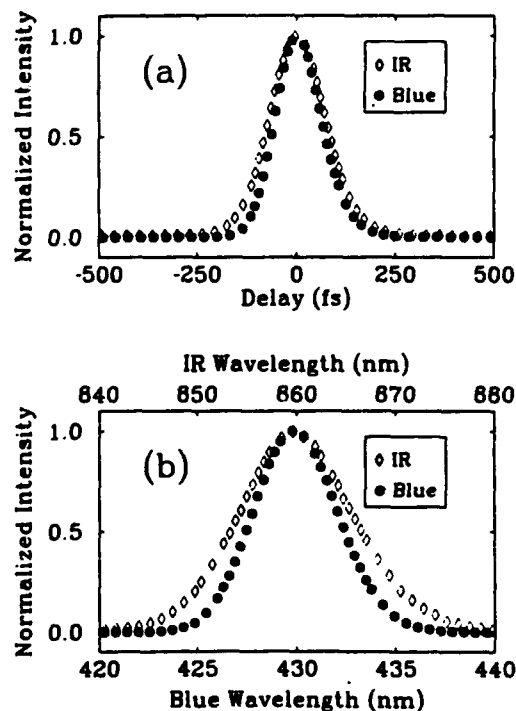 (a)
IR
Blue
Normalized Intensity
1.0
0.5
0.0
-500 -250 0 250 500
Delay (fs)
IR Wavelength (nm)
840 850 860 870 880
(b)
IR
Blue
Normalized Intensity
1.0
0.5
0.0
420 425 430 435 440
Blue Wavelength (nm)